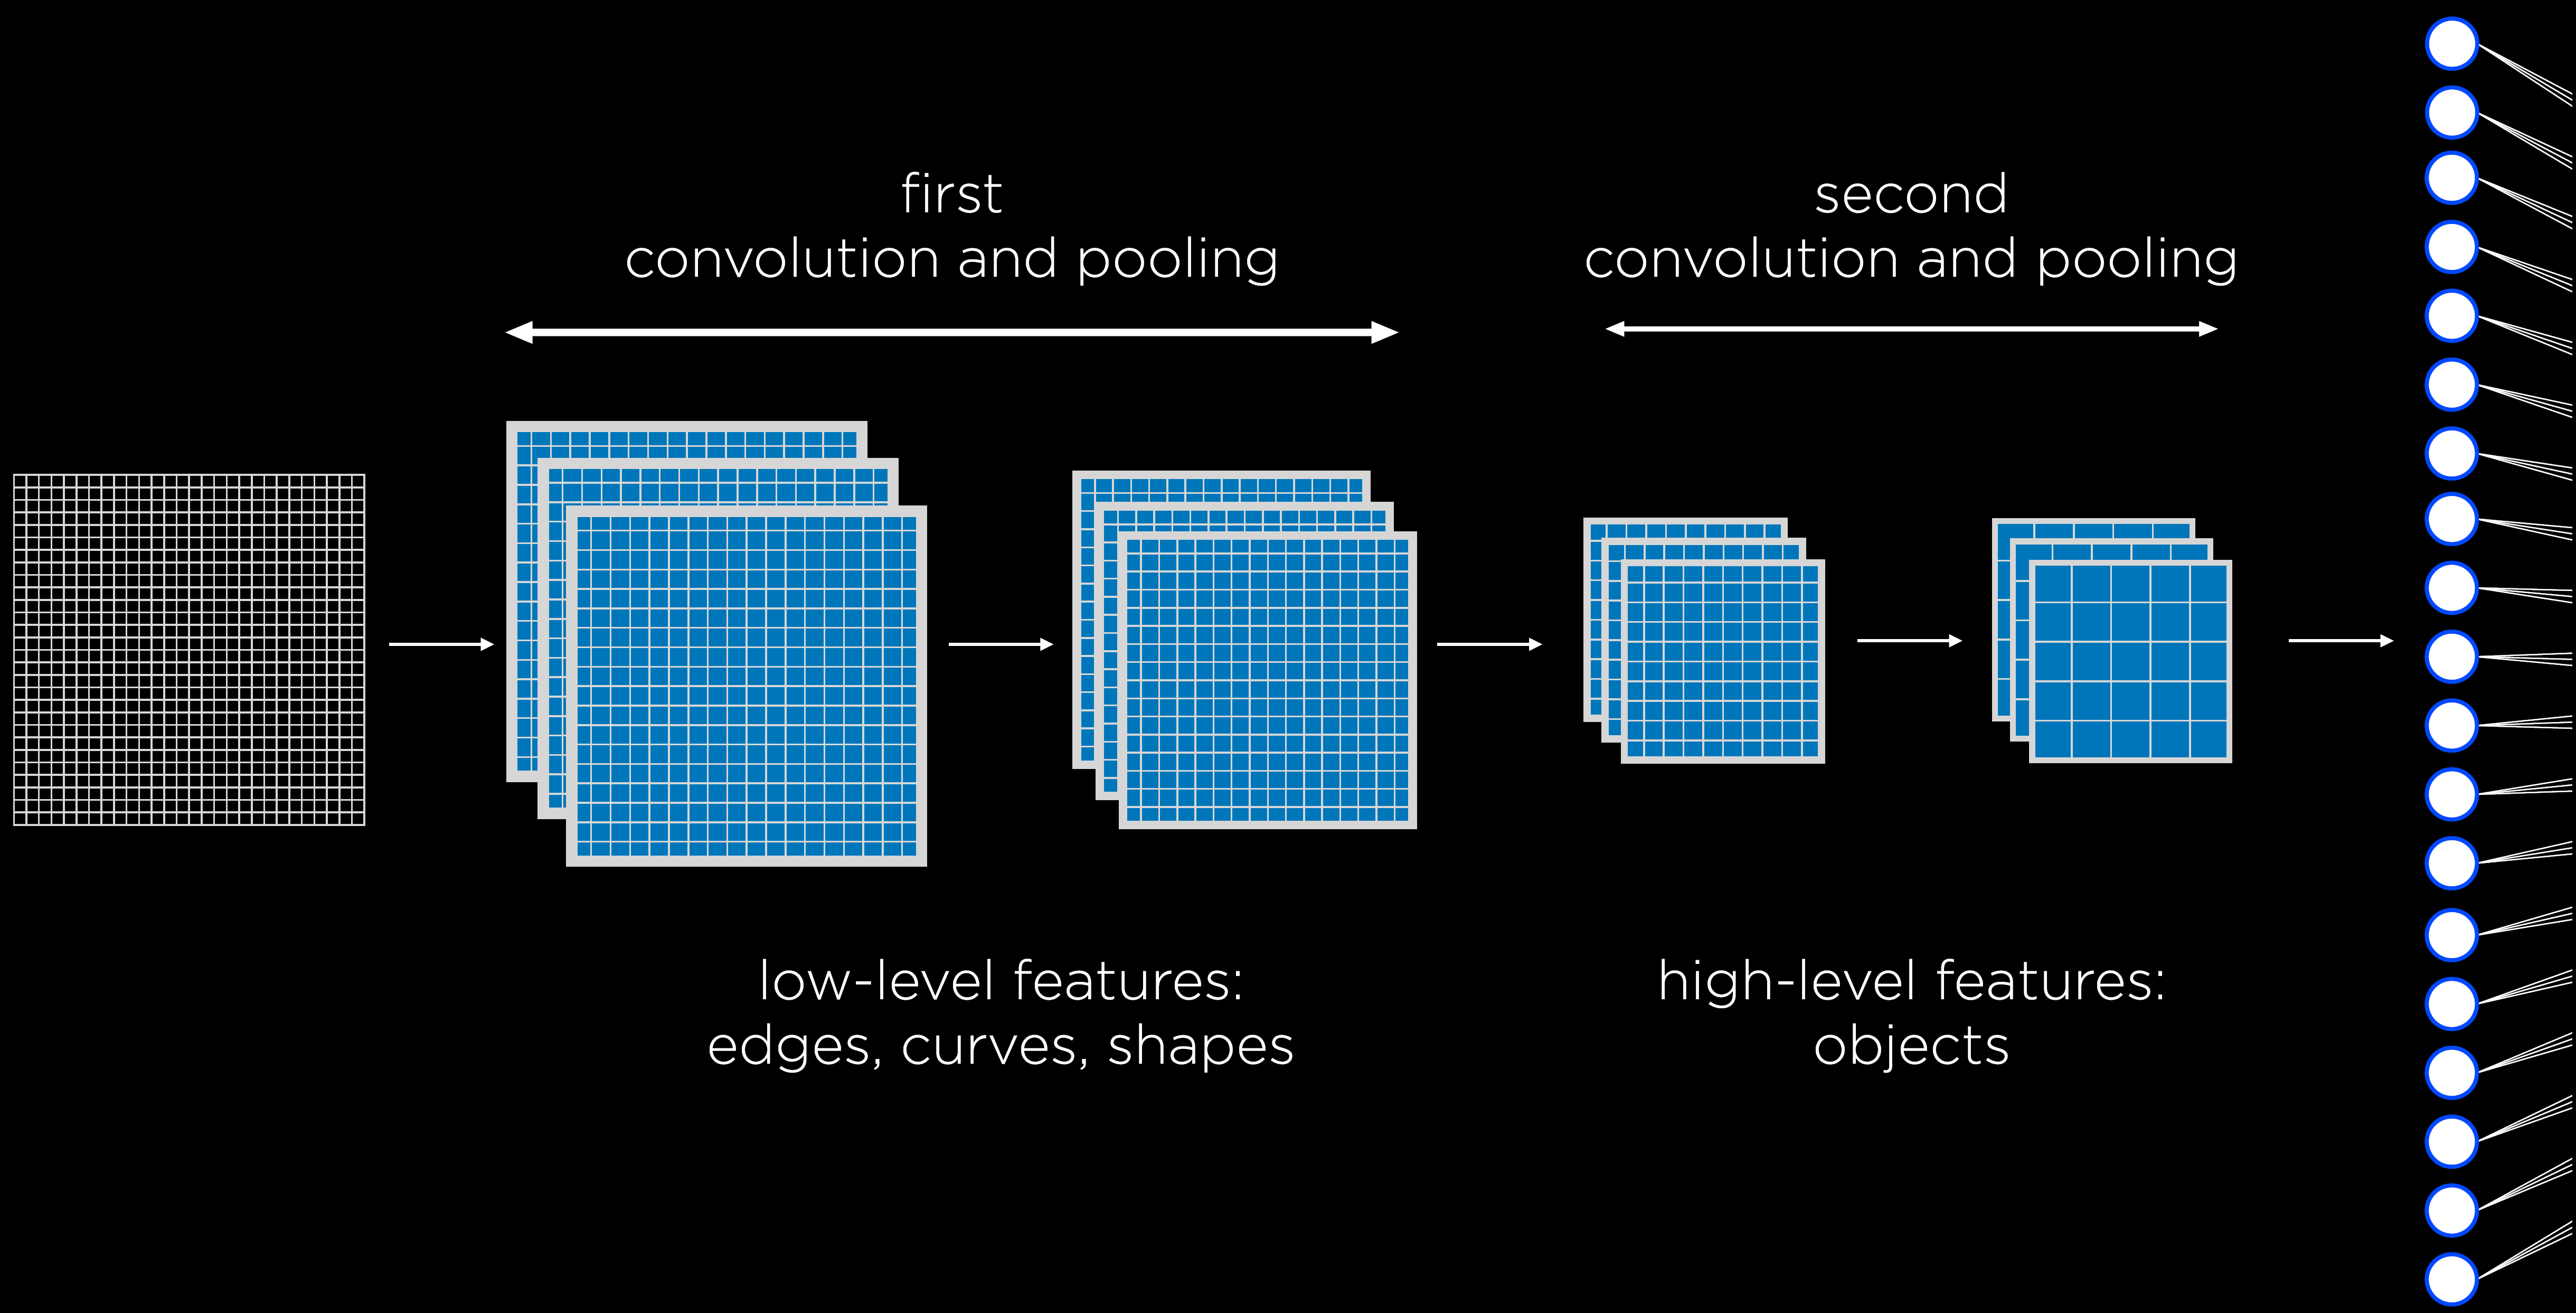 first
convolution and pooling
second
convolution and pooling
low-level features:
edges, curves, shapes
high-level features:
objects